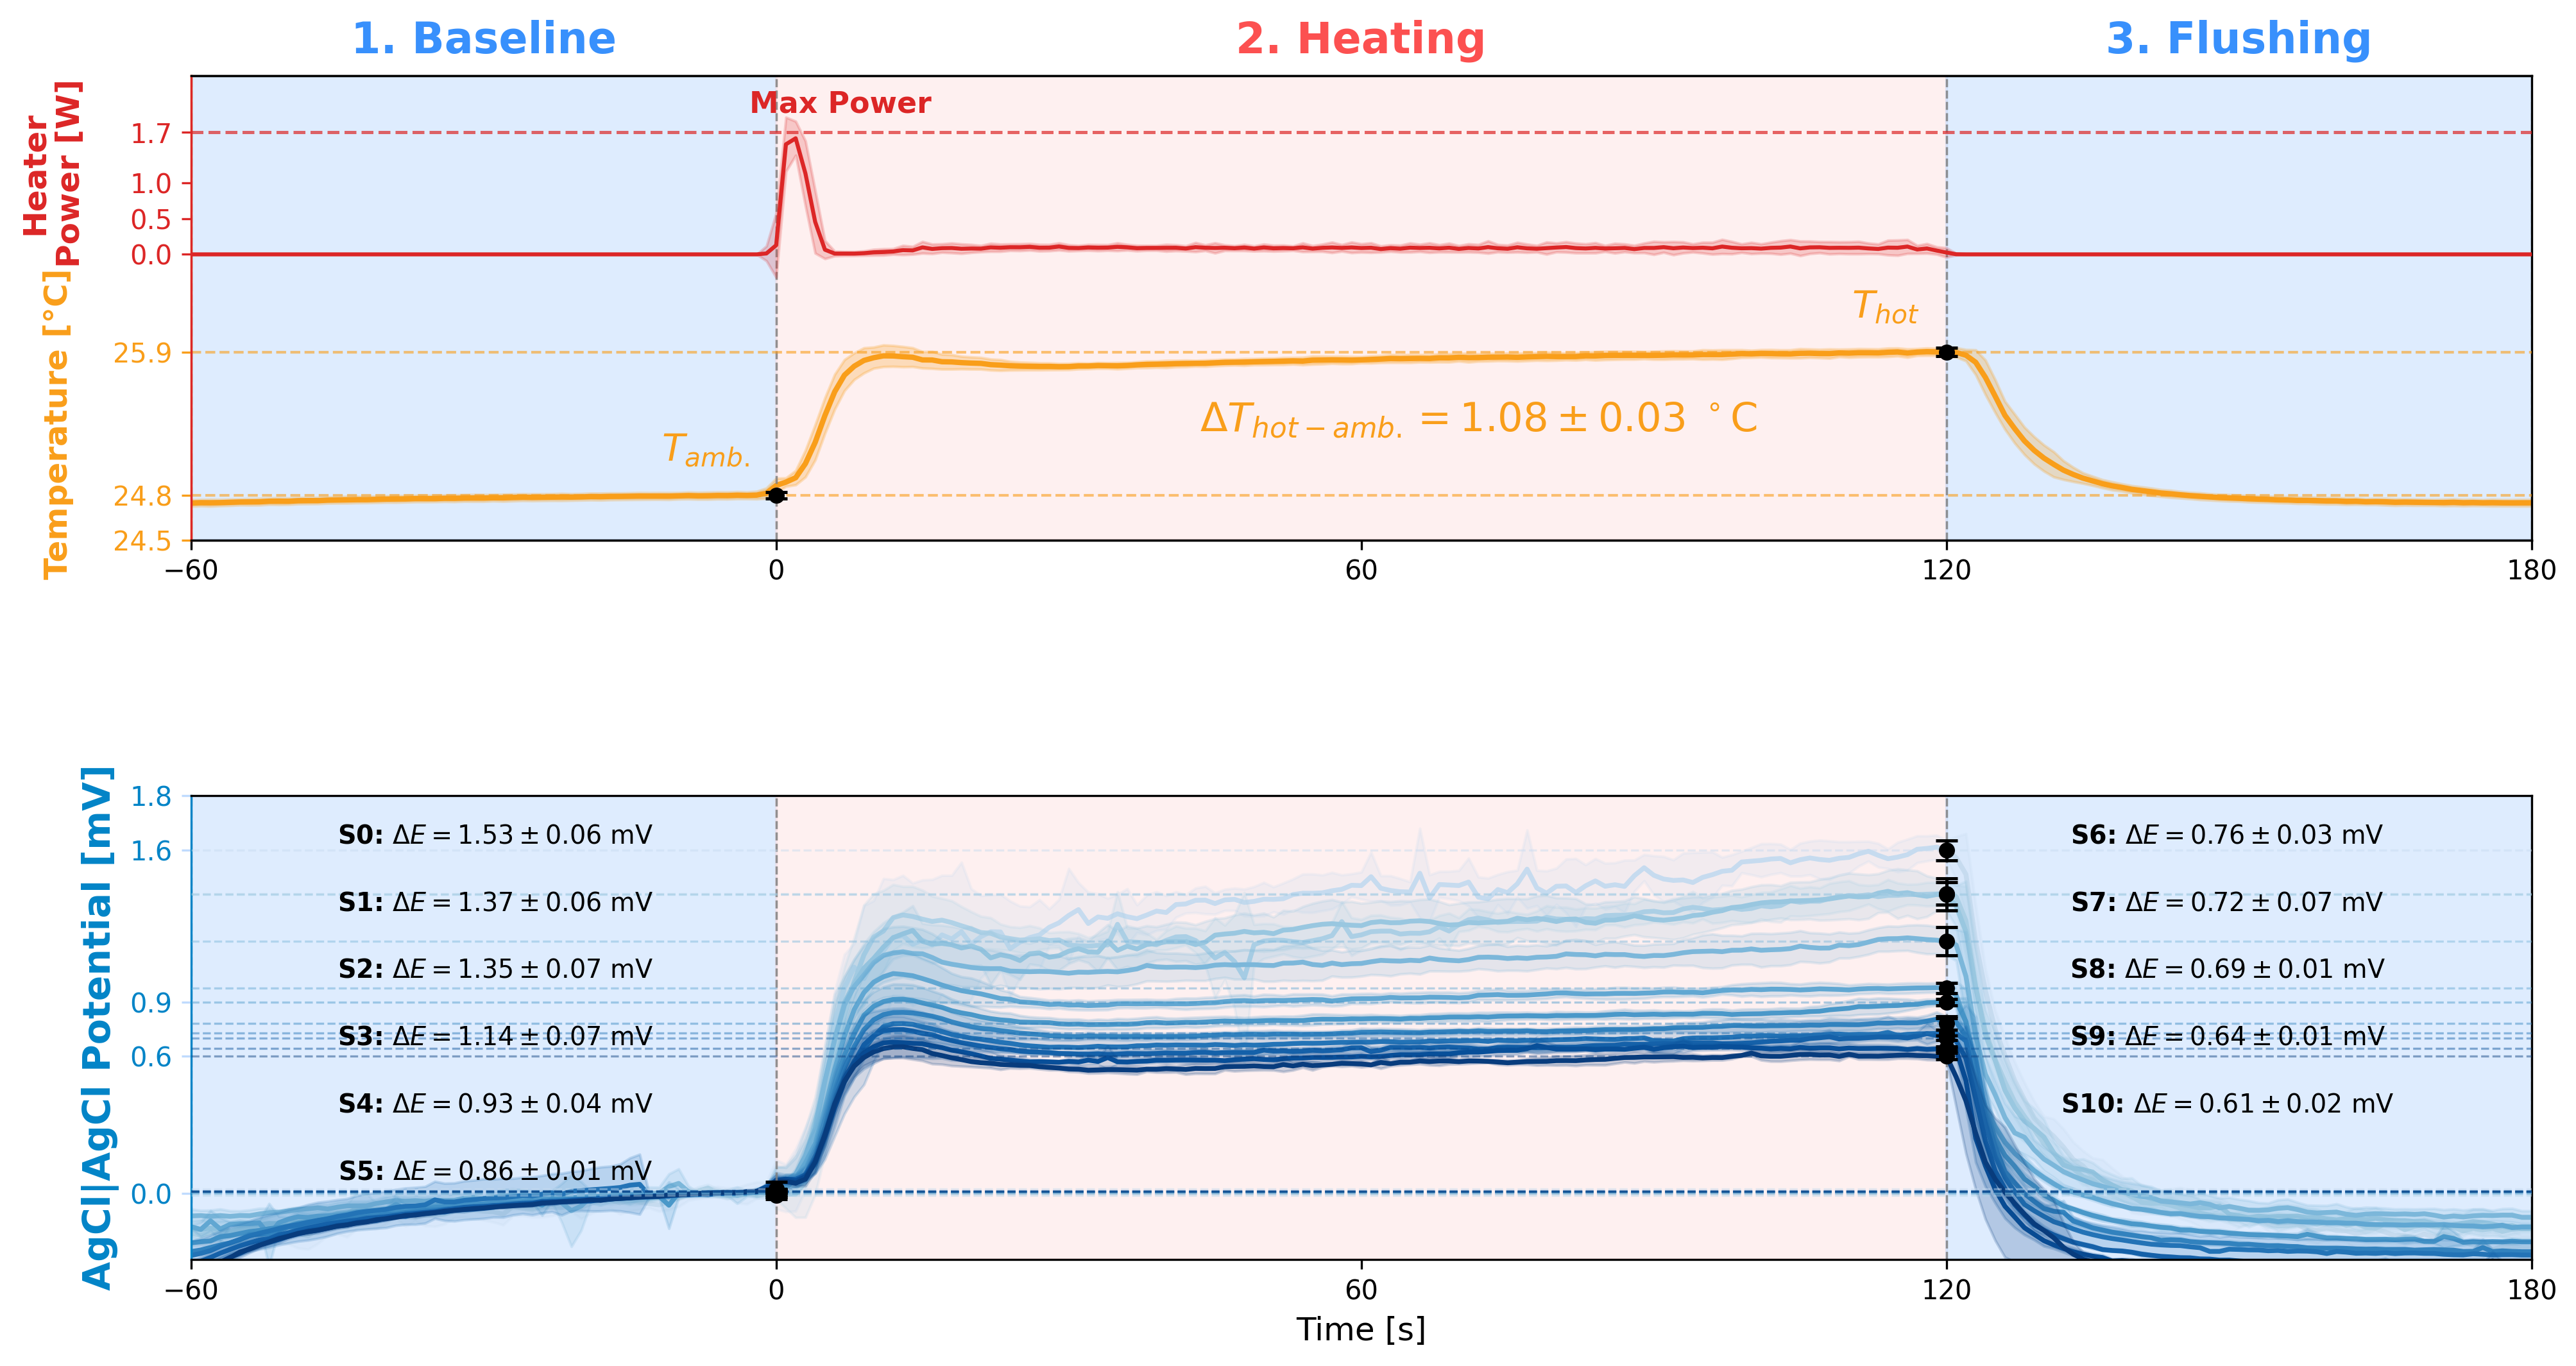 1. Baseline
2. Heating
3. Flushing
Heater
Power [W]
Max Power
1.7
1.0
0.5
0.0
Temperature [°C]
T_hot
25.9
ΔT_hot−amb. = 1.08 ± 0.03 °C
T_amb.
24.8
24.5
−60
0
60
120
180
AgCl|AgCl Potential [mV]
1.8
1.6
0.9
0.6
0.0
S0: ΔE = 1.53 ± 0.06 mV
S1: ΔE = 1.37 ± 0.06 mV
S2: ΔE = 1.35 ± 0.07 mV
S3: ΔE = 1.14 ± 0.07 mV
S4: ΔE = 0.93 ± 0.04 mV
S5: ΔE = 0.86 ± 0.01 mV
S6: ΔE = 0.76 ± 0.03 mV
S7: ΔE = 0.72 ± 0.07 mV
S8: ΔE = 0.69 ± 0.01 mV
S9: ΔE = 0.64 ± 0.01 mV
S10: ΔE = 0.61 ± 0.02 mV
−60
0
60
120
180
Time [s]